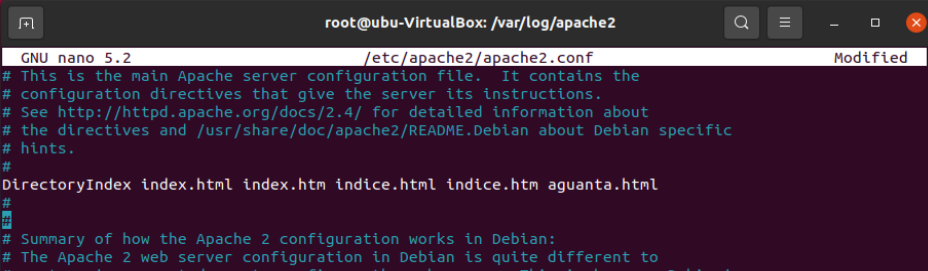 root@ubu-VirtualBox: /var/log/apache2
GNU nano 5.2 /etc/apache2/apache2.conf Modified
# This is the main Apache server configuration file.  It contains the
# configuration directives that give the server its instructions.
# See http://httpd.apache.org/docs/2.4/ for detailed information about
# the directives and /usr/share/doc/apache2/README.Debian about Debian specific
# hints.
#
DirectoryIndex index.html index.htm indice.html indice.htm aguanta.html
#
#
# Summary of how the Apache 2 configuration works in Debian:
# The Apache 2 web server configuration in Debian is quite different to